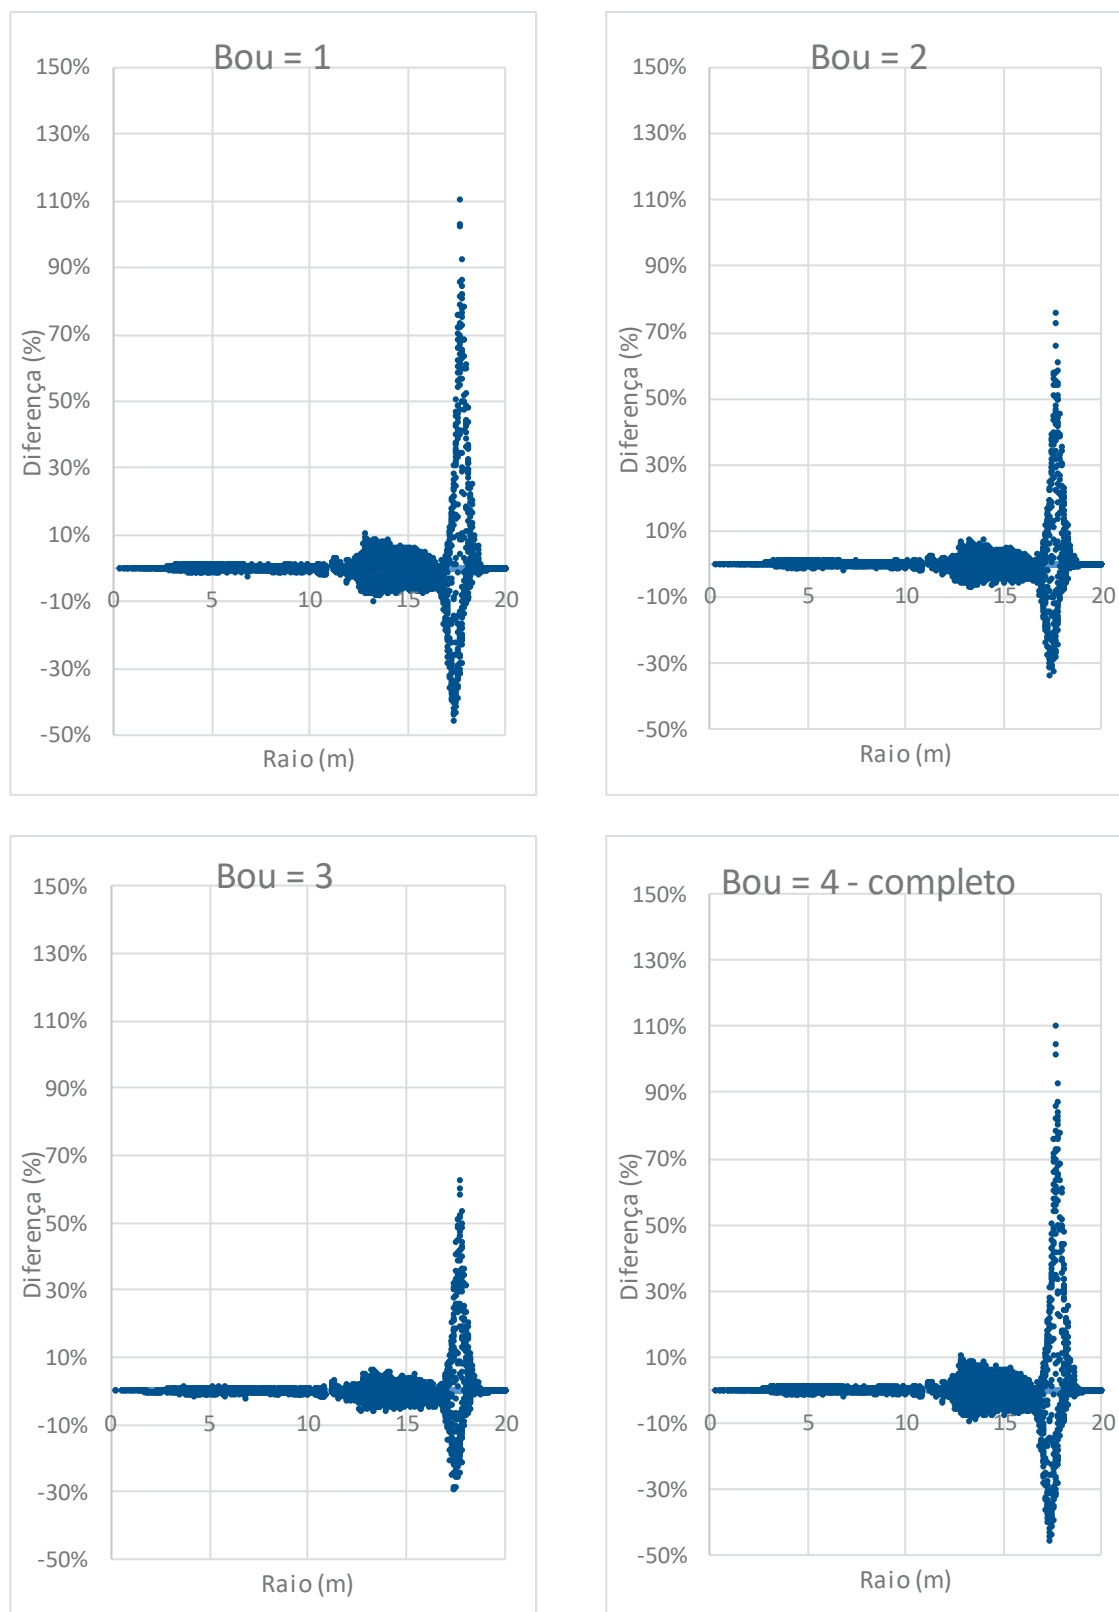 Bou = 1
150%
130%
110%
90%
70%
50%
30%
10%
-10%
-30%
-50%
0 5 10 15 20
Diferença (%)
Raio (m)
Bou = 2
150%
130%
110%
90%
70%
50%
30%
10%
-10%
-30%
-50%
0 5 10 15 20
Diferença (%)
Raio (m)
Bou = 3
150%
130%
110%
90%
70%
50%
30%
10%
-10%
-30%
-50%
0 5 10 15 20
Diferença (%)
Raio (m)
Bou = 4 - completo
150%
130%
110%
90%
70%
50%
30%
10%
-10%
-30%
-50%
0 5 10 15 20
Diferença (%)
Raio (m)